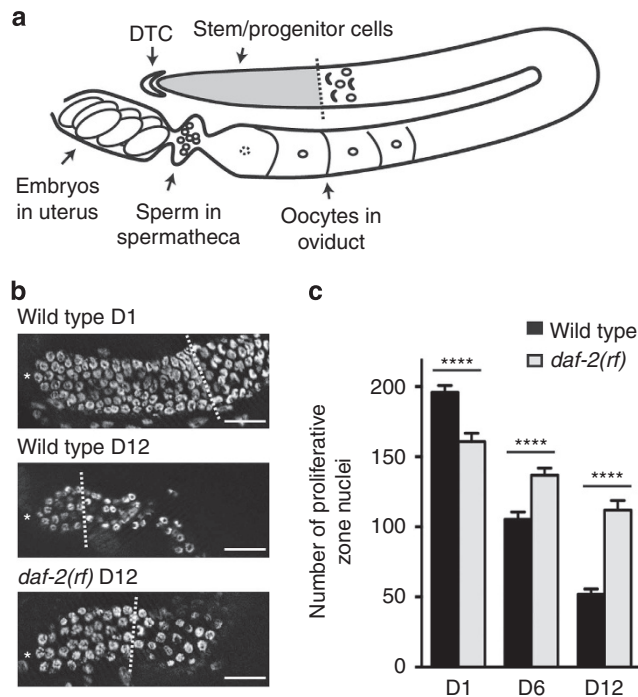 a
DTC
Stem/progenitor cells
Embryos
in uterus
Sperm in
spermatheca
Oocytes in
oviduct
b
Wild type D1
*
Wild type D12
*
daf-2(rf) D12
*
c
Wild type
daf-2(rf)
Number of proliferative
zone nuclei
200
150
100
50
0
****
****
****
D1
D6
D12